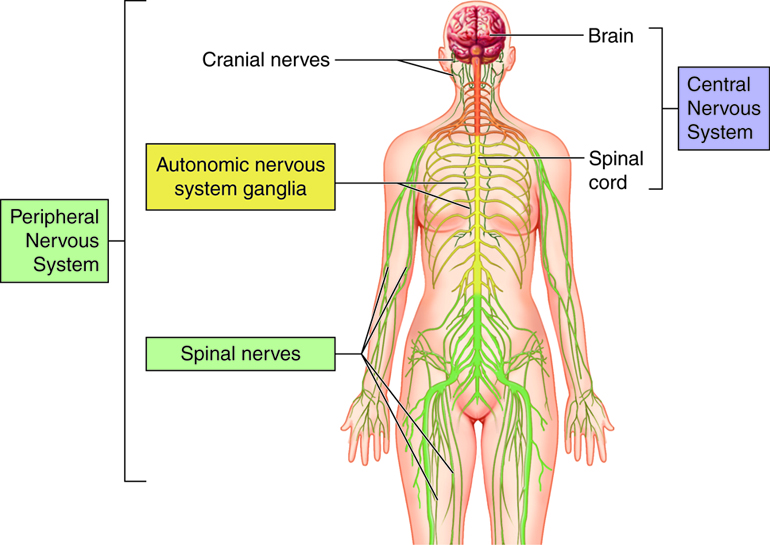 Peripheral
Nervous
System
Cranial nerves
Autonomic nervous
system ganglia
Spinal nerves
Brain
Spinal
cord
Central
Nervous
System